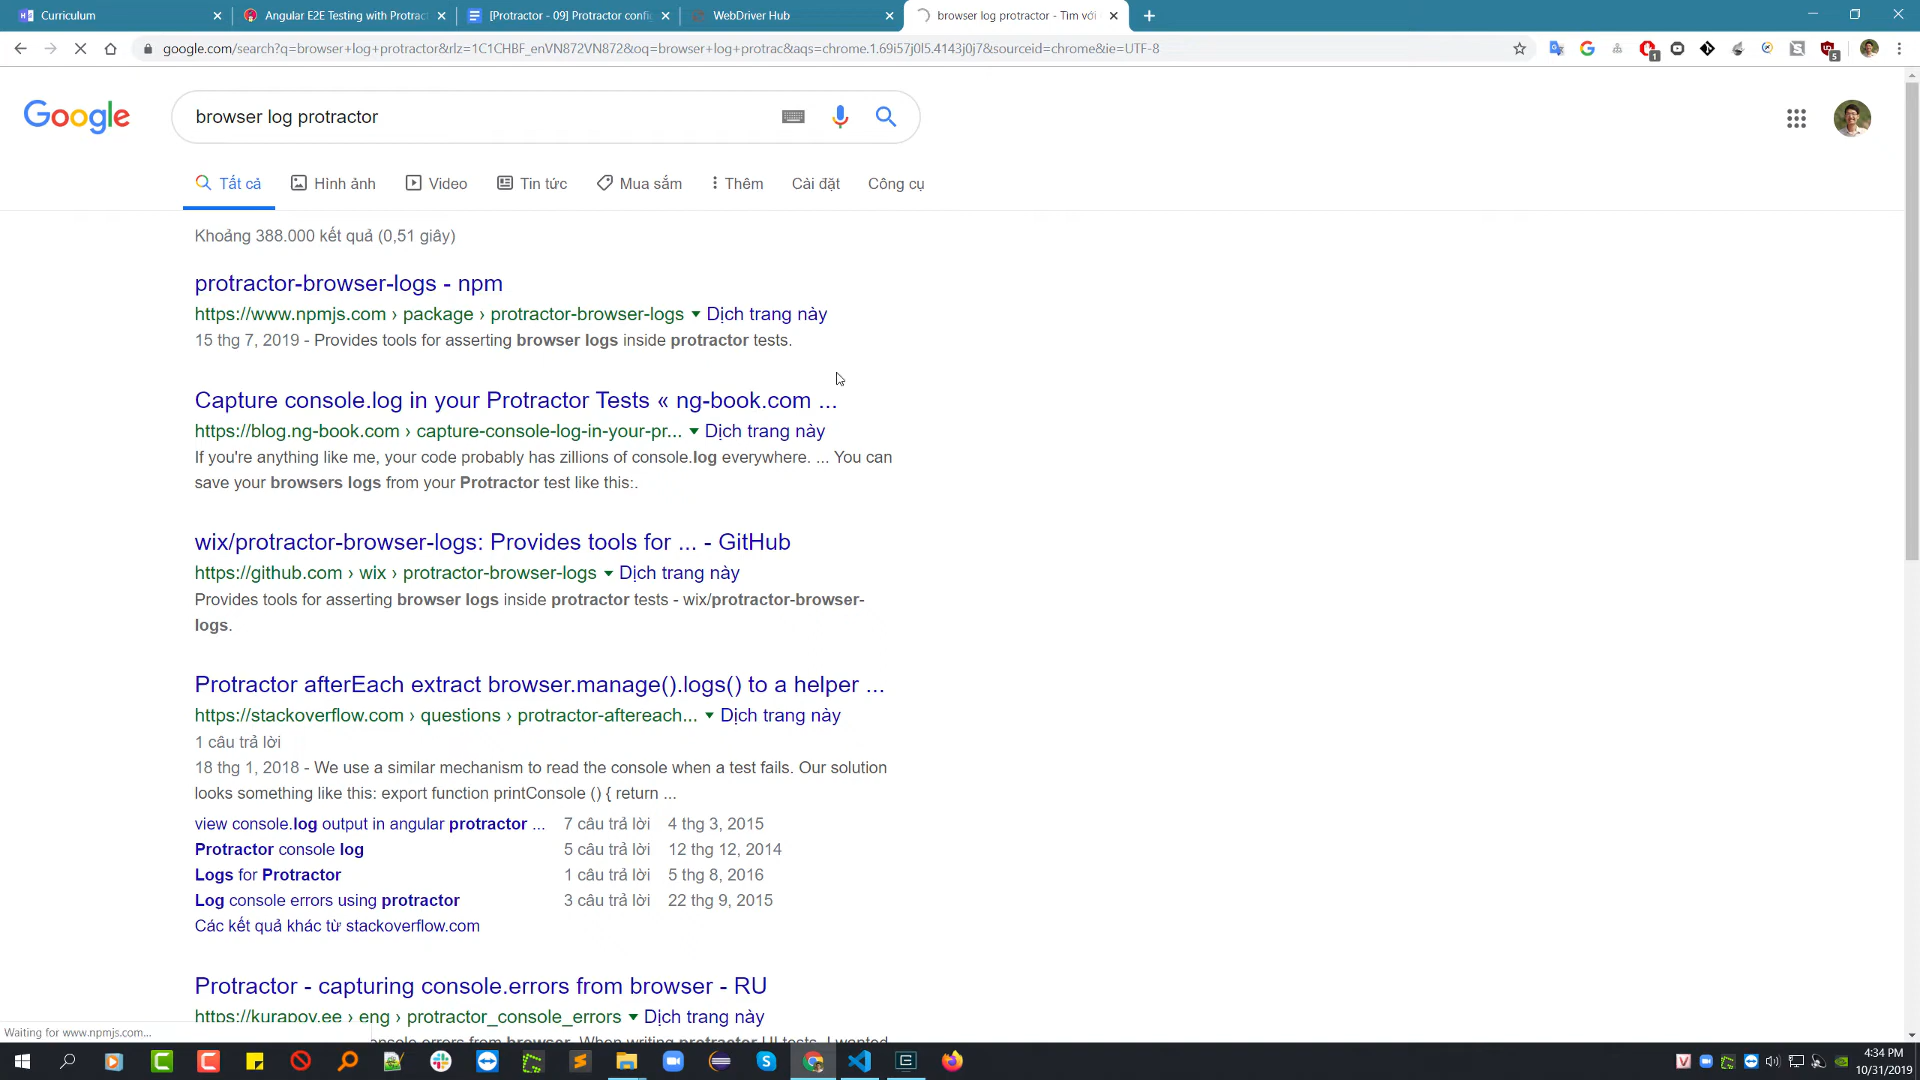 Curriculum
Angular E2E Testing with Protrac
[Protractor - 09] Protractor config
WebDriver Hub
browser log protractor - Tìm với
google.com/search?q=browser+log+protractor&rlz=1C1CHBF_enVN872VN872&oq=browser+log+protrac&aqs=chrome.1.69i57j0l5.4143j0j7&sourceid=chrome&ie=UTF-8
Google
browser log protractor
Tất cả
Hình ảnh
Video
Tin tức
Mua sắm
Thêm
Cài đặt
Công cụ
Khoảng 388.000 kết quả (0,51 giây)
protractor-browser-logs - npm
https://www.npmjs.com › package › protractor-browser-logs ▼ Dịch trang này
15 thg 7, 2019 - Provides tools for asserting browser logs inside protractor tests.
Capture console.log in your Protractor Tests « ng-book.com ...
https://blog.ng-book.com › capture-console-log-in-your-pr... ▼ Dịch trang này
If you're anything like me, your code probably has zillions of console.log everywhere. ... You can
save your browsers logs from your Protractor test like this:.
wix/protractor-browser-logs: Provides tools for ... - GitHub
https://github.com › wix › protractor-browser-logs ▼ Dịch trang này
Provides tools for asserting browser logs inside protractor tests - wix/protractor-browser-
logs.
Protractor afterEach extract browser.manage().logs() to a helper ...
https://stackoverflow.com › questions › protractor-aftereach... ▼ Dịch trang này
1 câu trả lời
18 thg 1, 2018 - We use a similar mechanism to read the console when a test fails. Our solution
looks something like this: export function printConsole () { return ...
view console.log output in angular protractor ... 7 câu trả lời 4 thg 3, 2015
Protractor console log 5 câu trả lời 12 thg 12, 2014
Logs for Protractor 1 câu trả lời 5 thg 8, 2016
Log console errors using protractor 3 câu trả lời 22 thg 9, 2015
Các kết quả khác từ stackoverflow.com
Protractor - capturing console.errors from browser - RU
https://kurapov.ee › eng › protractor_console_errors ▼ Dịch trang này
console errors from browser. When writing protractor UI tests, I wanted
Waiting for www.npmjs.com...
4:34 PM
10/31/2019